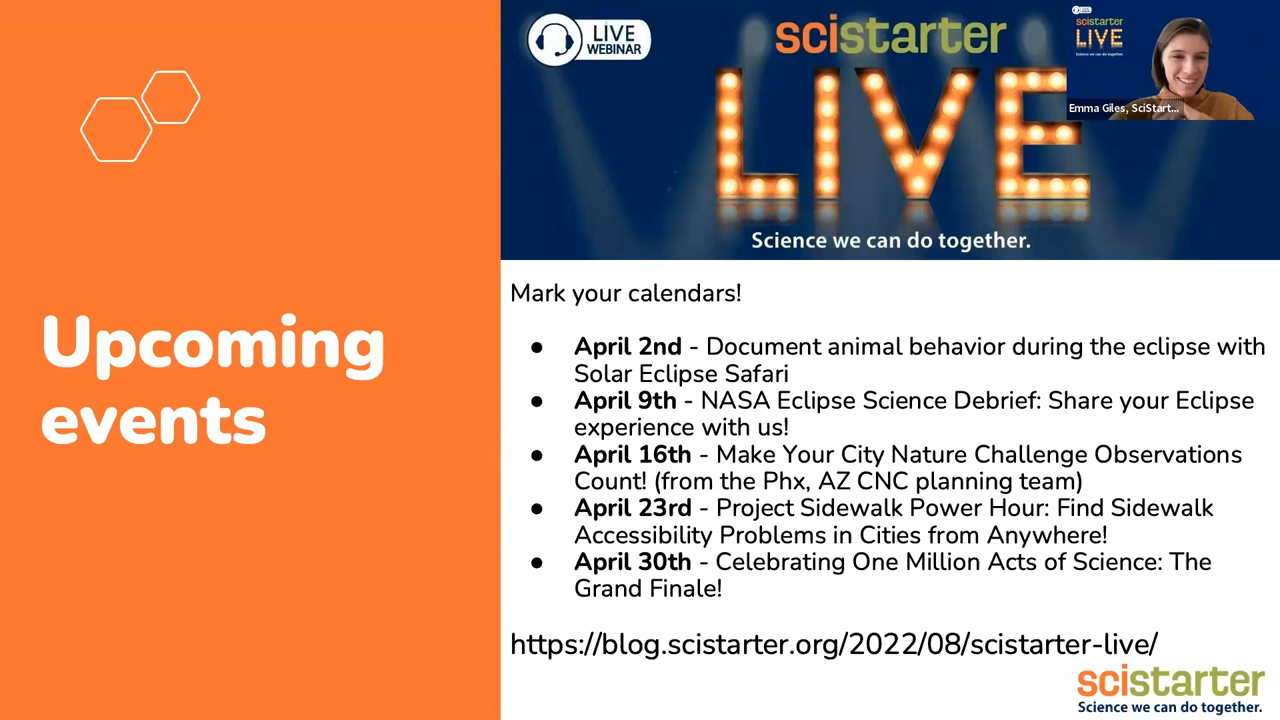 Upcoming
events
LIVE
WEBINAR
scistarter
LIVE
Science we can do together.
scistarter
LIVE
Science we can do together.
Emma Giles, SciStart...
Mark your calendars!
● April 2nd - Document animal behavior during the eclipse with
Solar Eclipse Safari
● April 9th - NASA Eclipse Science Debrief: Share your Eclipse
experience with us!
● April 16th - Make Your City Nature Challenge Observations
Count! (from the Phx, AZ CNC planning team)
● April 23rd - Project Sidewalk Power Hour: Find Sidewalk
Accessibility Problems in Cities from Anywhere!
● April 30th - Celebrating One Million Acts of Science: The
Grand Finale!
https://blog.scistarter.org/2022/08/scistarter-live/
scistarter
Science we can do together.